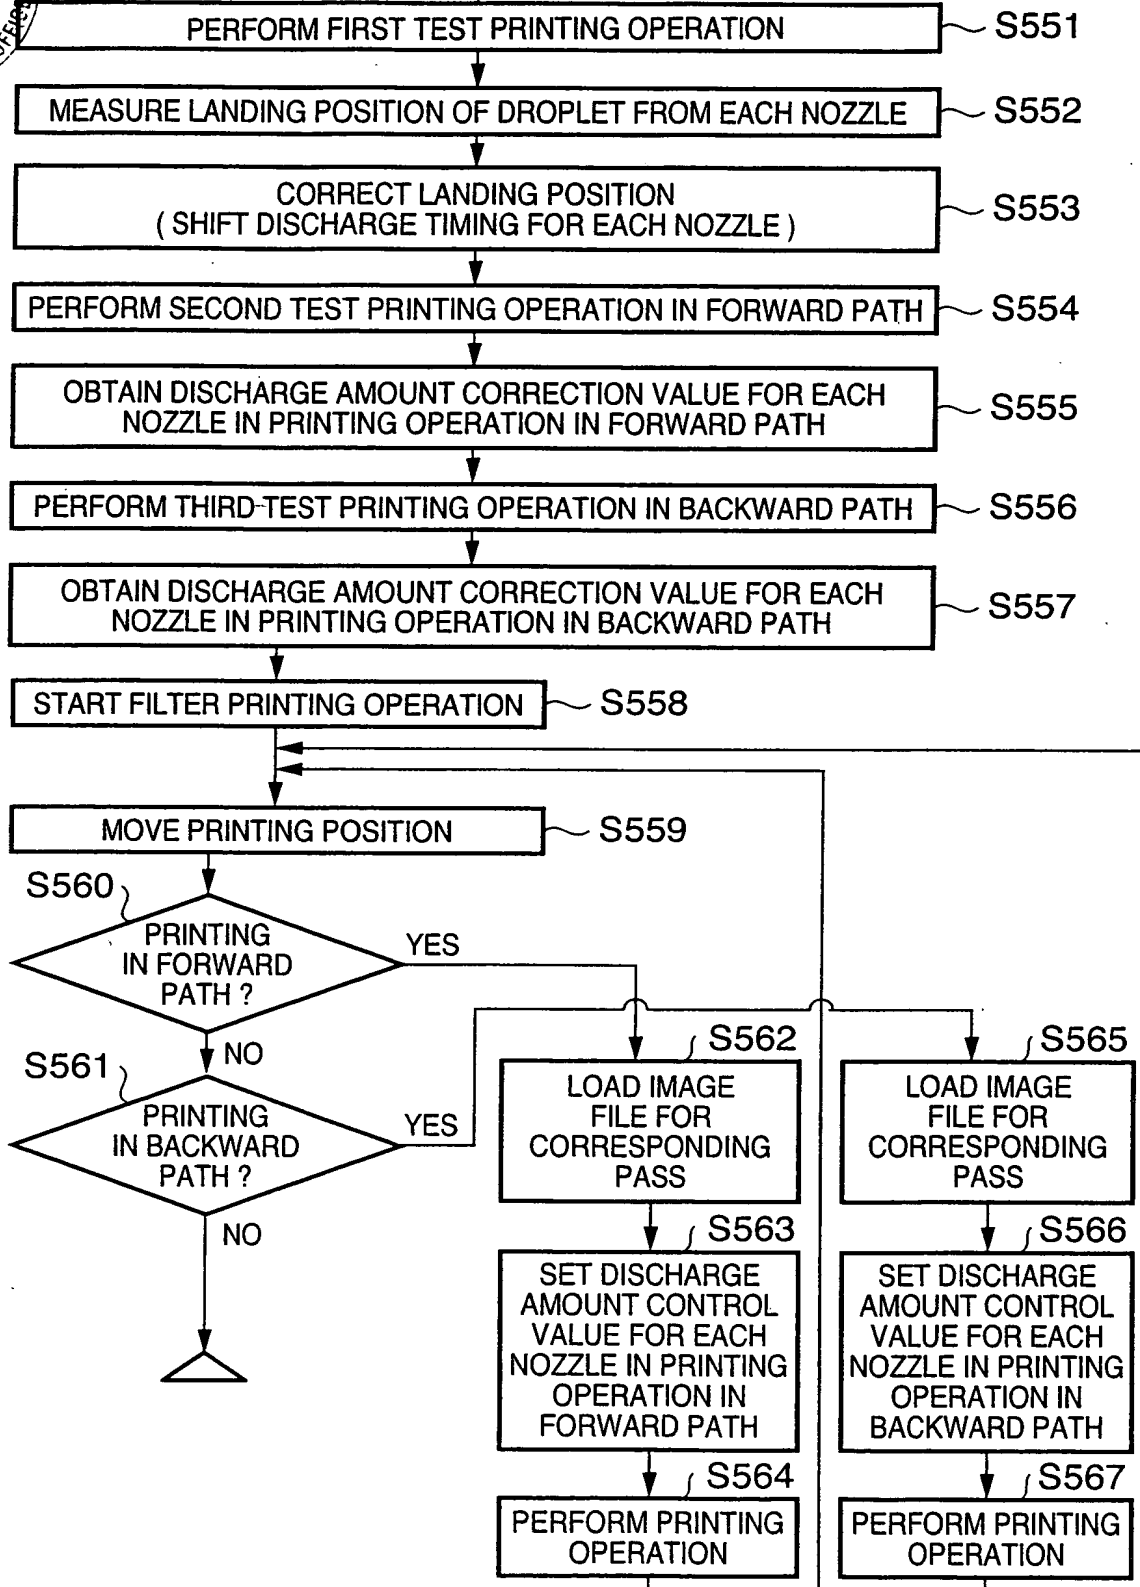 OFFICE
PERFORM FIRST TEST PRINTING OPERATION
S551
MEASURE LANDING POSITION OF DROPLET FROM EACH NOZZLE
S552
CORRECT LANDING POSITION
( SHIFT DISCHARGE TIMING FOR EACH NOZZLE )
S553
PERFORM SECOND TEST PRINTING OPERATION IN FORWARD PATH
S554
OBTAIN DISCHARGE AMOUNT CORRECTION VALUE FOR EACH
NOZZLE IN PRINTING OPERATION IN FORWARD PATH
S555
PERFORM THIRD TEST PRINTING OPERATION IN BACKWARD PATH
S556
OBTAIN DISCHARGE AMOUNT CORRECTION VALUE FOR EACH
NOZZLE IN PRINTING OPERATION IN BACKWARD PATH
S557
START FILTER PRINTING OPERATION
S558
MOVE PRINTING POSITION
S559
S560
PRINTING
IN FORWARD
PATH ?
YES
NO
S561
PRINTING
IN BACKWARD
PATH ?
YES
NO
S562
LOAD IMAGE
FILE FOR
CORRESPONDING
PASS
S563
SET DISCHARGE
AMOUNT CONTROL
VALUE FOR EACH
NOZZLE IN PRINTING
OPERATION IN
FORWARD PATH
S564
PERFORM PRINTING
OPERATION
S565
LOAD IMAGE
FILE FOR
CORRESPONDING
PASS
S566
SET DISCHARGE
AMOUNT CONTROL
VALUE FOR EACH
NOZZLE IN PRINTING
OPERATION IN
BACKWARD PATH
S567
PERFORM PRINTING
OPERATION